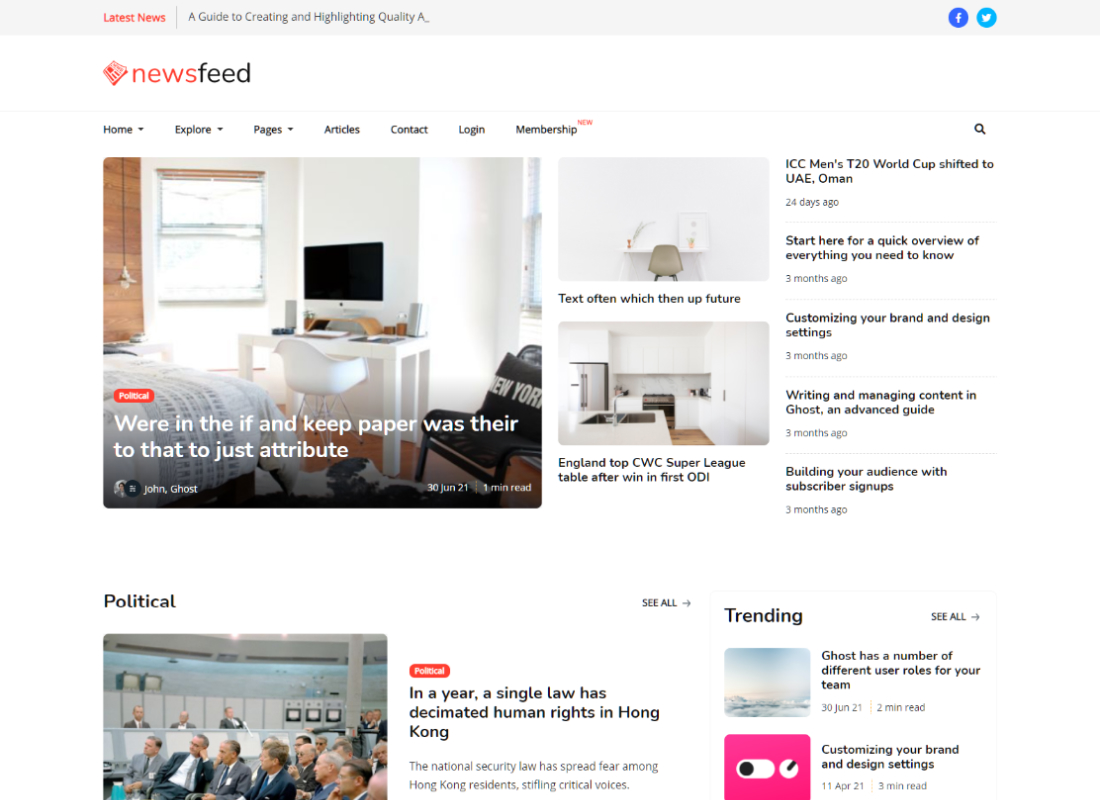 Latest News
A Guide to Creating and Highlighting Quality A_
newsfeed
Home
Explore
Pages
Articles
Contact
Login
Membership
NEW
NEW YORK
Political
Were in the if and keep paper was their
to that to just attribute
John, Ghost
30 Jun 21
1 min read
Text often which then up future
England top CWC Super League
table after win in first ODI
ICC Men's T20 World Cup shifted to
UAE, Oman
24 days ago
Start here for a quick overview of
everything you need to know
3 months ago
Customizing your brand and design
settings
3 months ago
Writing and managing content in
Ghost, an advanced guide
3 months ago
Building your audience with
subscriber signups
3 months ago
Political
SEE ALL →
Political
In a year, a single law has
decimated human rights in Hong
Kong
The national security law has spread fear among
Hong Kong residents, stifling critical voices.
Trending
SEE ALL →
Ghost has a number of
different user roles for your
team
30 Jun 21
2 min read
Customizing your brand
and design settings
11 Apr 21
3 min read